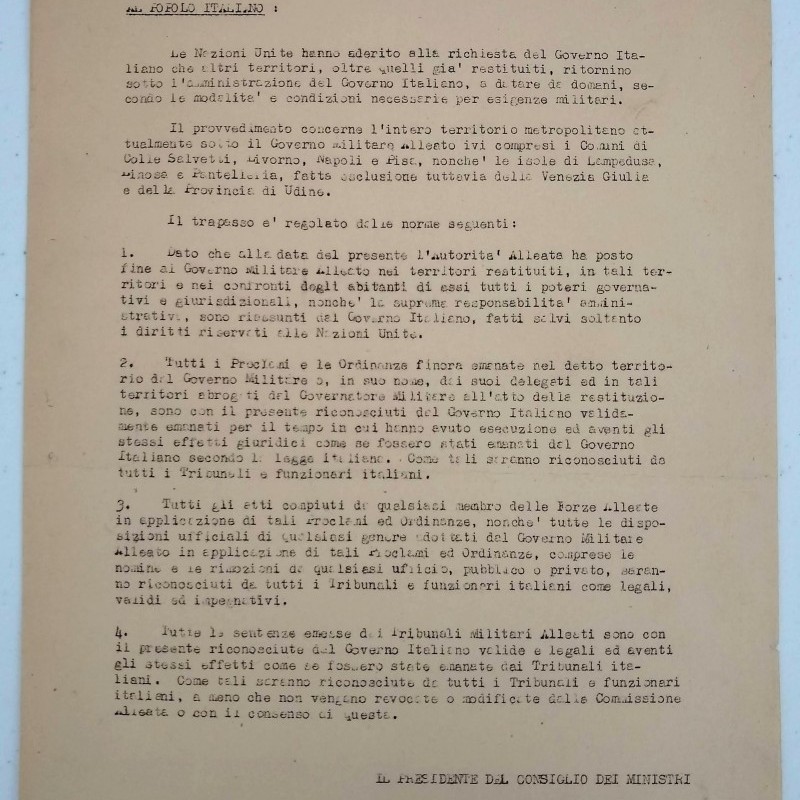 AL POPOLO ITALIANO :
Le Nazioni Unite hanno aderito alla richiesta del Governo Ita-
liano che altri territori, oltre quelli gia' restituiti, ritornino
sotto l'amministrazione del Governo Italiano, a datare da domani, se-
condo le modalita' e condizioni necessarie per esigenze militari.
Il provvedimento concerne l'intero territorio metropolitano at-
tualmente sotto il Governo militare Alleato ivi compresi i Comuni di
Colle Salvetti, Livorno, Napoli e Pisa, nonche' le isole di Lampedusa,
Linosa e Pantelleria, fatta esclusione tuttavia della Venezia Giulia
e della Provincia di Udine.
Il trapasso e' regolato dalle norme seguenti:
1. Dato che alla data del presente l'Autorita' Alleata ha posto
fine al Governo Militare Alleato nei territori restituiti, in tali ter-
ritori e nei confronti degli abitanti di essi tutti i poteri governa-
tivi e giurisdizionali, nonche' la suprema responsabilita' ammini-
strativa, sono riassunti dal Governo Italiano, fatti salvi soltanto
i diritti riservati alle Nazioni Unite.
2. Tutti i Proclami e le Ordinanze finora emanate nel detto territo-
rio dal Governo Militare o, in suo nome, dai suoi delegati ed in tali
territori abrogati dal Governatore Militare all'atto della restituzio-
ne, sono con il presente riconosciuti dal Governo Italiano valida-
mente emanati per il tempo in cui hanno avuto esecuzione ed aventi gli
stessi effetti giuridici come se fossero stati emanati dal Governo
Italiano secondo la legge italiana. Come tali saranno riconosciuti da
tutti i Tribunali e funzionari italiani.
3. Tutti gli atti compiuti da qualsiasi membro delle Forze Alleate
in applicazione di tali Proclami ed Ordinanze, nonche' tutte le dispo-
sizioni ufficiali di qualsiasi genere adottati dal Governo Militare
Alleato in applicazione di tali Proclami ed Ordinanze, comprese le
nomine e le rimozioni da qualsiasi ufficio, pubblico o privato, saran-
no riconosciuti da tutti i Tribunali e funzionari italiani come legali,
validi ed impegnativi.
4. Tutte le sentenze emesse dai Tribunali Militari Alleati sono con
il presente riconosciute dal Governo Italiano valide e legali ed aventi
gli stessi effetti come se fossero state emanate dai Tribunali ita-
liani. Come tali saranno riconosciute da tutti i Tribunali e funzionari
italiani, a meno che non vengano revocate o modificate dalla Commissione
Alleata o con il consenso di questa.
IL PRESIDENTE DEL CONSIGLIO DEI MINISTRI